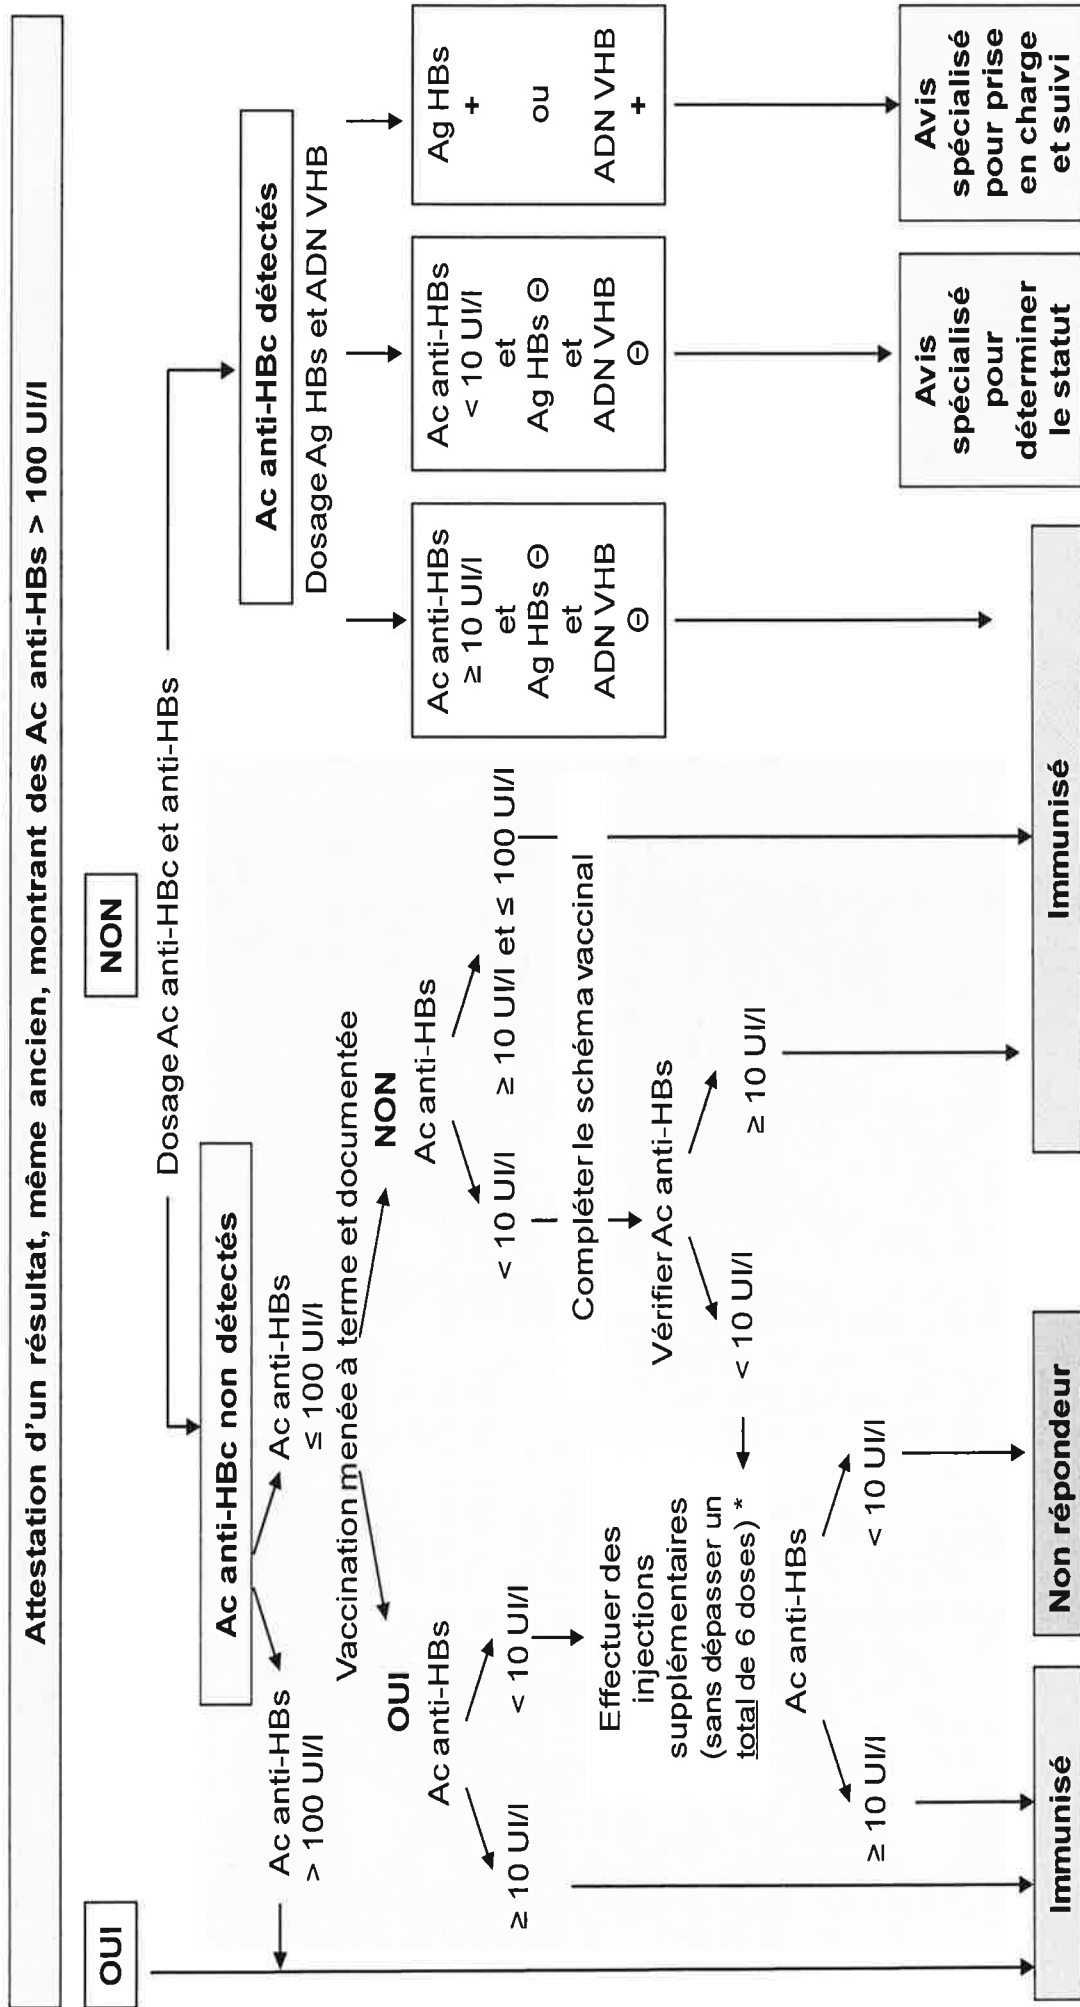 Attestation d'un résultat, même ancien, montrant des Ac anti-HBs > 100 UI/l
OUI
NON
Dosage Ac anti-HBc et anti-HBs
Ac anti-HBc non détectés
Ac anti-HBs
> 100 UI/l
Ac anti-HBs
≤ 100 UI/l
Vaccination menée à terme et documentée
OUI
Ac anti-HBs
≥ 10 UI/l
< 10 UI/l
Effectuer des
injections
supplémentaires
(sans dépasser un
total de 6 doses) *
Ac anti-HBs
≥ 10 UI/l
< 10 UI/l
NON
Ac anti-HBs
< 10 UI/l
≥ 10 UI/l et ≤ 100 UI/l
Compléter le schéma vaccinal
Vérifier Ac anti-HBs
< 10 UI/l
≥ 10 UI/l
Ac anti-HBc détectés
Dosage Ag HBs et ADN VHB
Ac anti-HBs
≥ 10 UI/l
et
Ag HBs ⊖
et
ADN VHB
⊖
Ac anti-HBs
< 10 UI/l
et
Ag HBs ⊖
et
ADN VHB
⊖
Ag HBs
+
ou
ADN VHB
+
Immunisé
Non répondeur
Immunisé
Avis
spécialisé
pour
déterminer
le statut
Avis
spécialisé
pour prise
en charge
et suivi